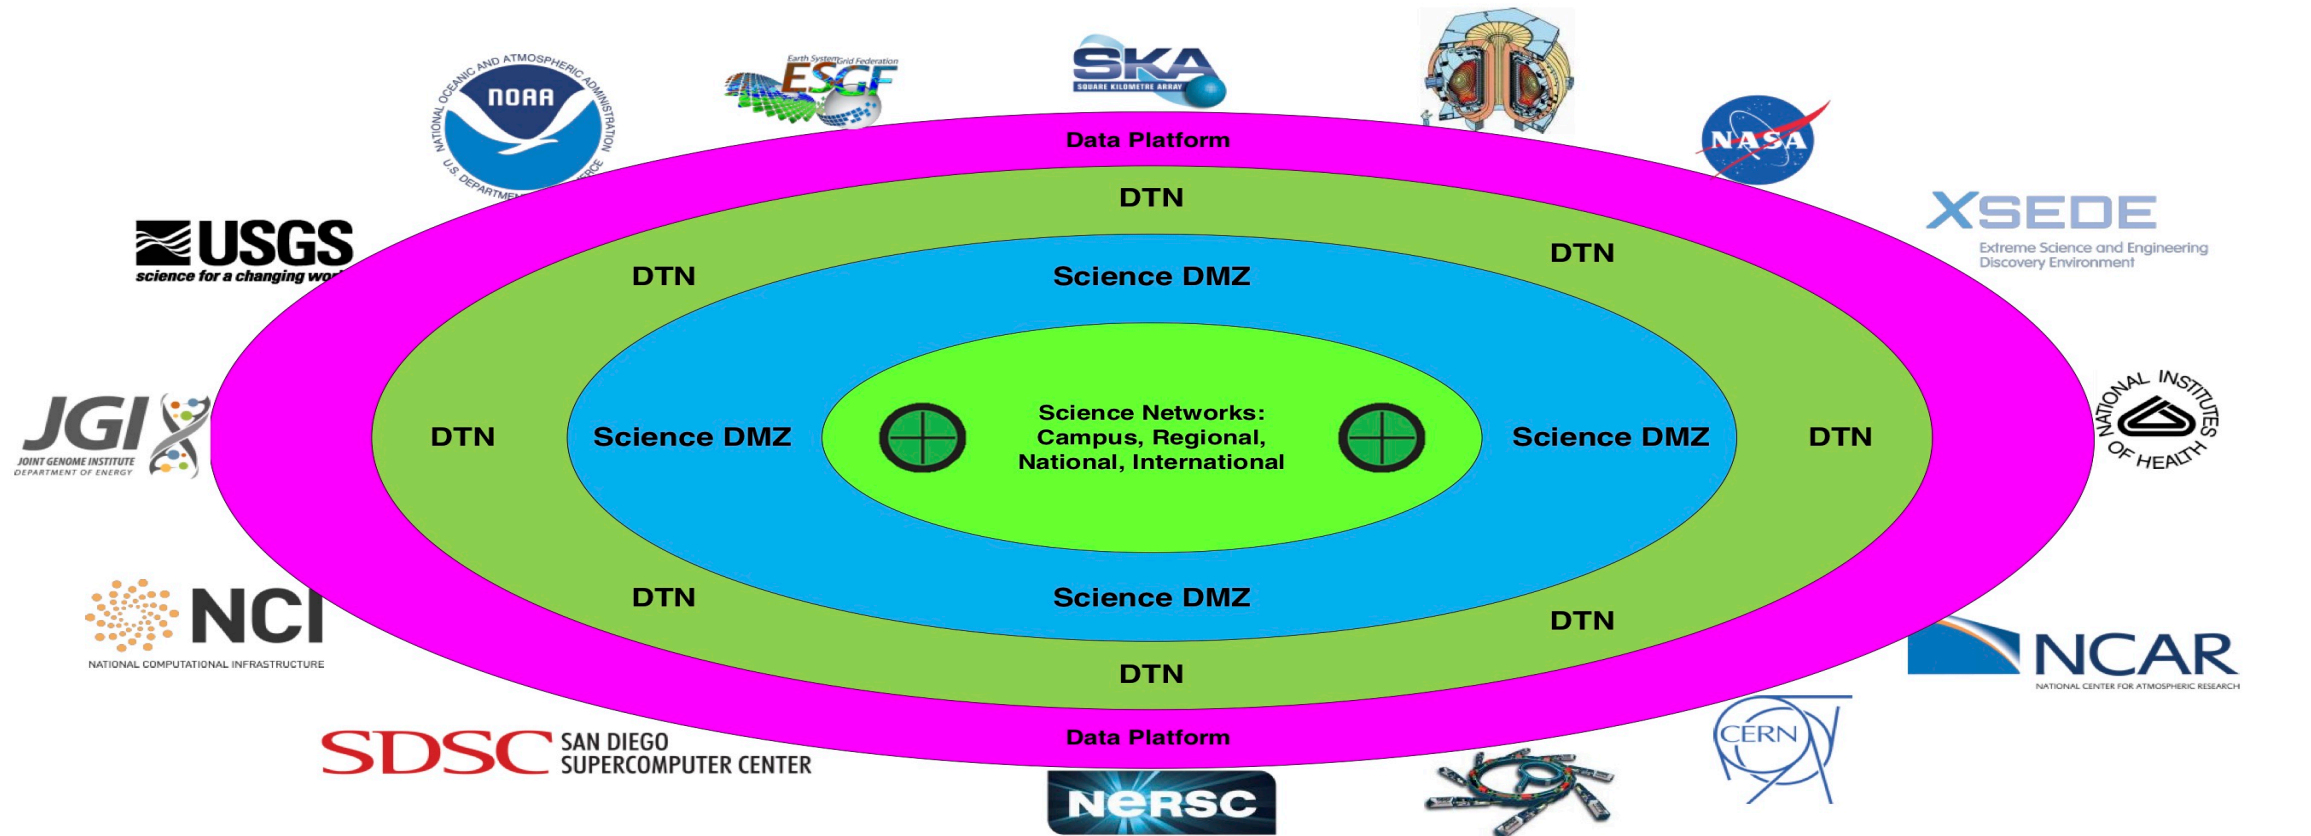 NATIONAL OCEANIC AND ATMOSPHERIC ADMINISTRATION
NOAA
U.S. DEPARTMENT
Earth System Grid Federation
ESGF
SKA
SQUARE KILOMETRE ARRAY
NASA
XSEDE
Extreme Science and Engineering
Discovery Environment
USGS
science for a changing
Data Platform
DTN
DTN
DTN
Science DMZ
JGI
JOINT GENOME INSTITUTE
DEPARTMENT OF ENERGY
DTN
Science DMZ
Science Networks:
Campus, Regional,
National, International
Science DMZ
DTN
NATIONAL INSTITUTES
OF HEALTH
NCI
NATIONAL COMPUTATIONAL INFRASTRUCTURE
DTN
Science DMZ
DTN
DTN
Data Platform
NCAR
NATIONAL CENTER FOR ATMOSPHERIC RESEARCH
SDSC
SAN DIEGO
SUPERCOMPUTER CENTER
CERN
NERSC